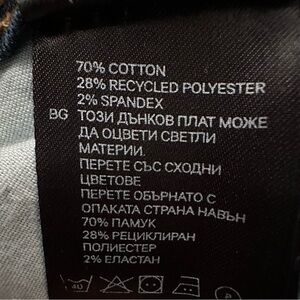 70% COTTON
28% RECYCLED POLYESTER
2% SPANDEX
BG ТОЗИ ДЪНКОВ ПЛАТ МОЖЕ
ДА ОЦВЕТИ СВЕТЛИ
МАТЕРИИ.
ПЕРЕТЕ СЪС СХОДНИ
ЦВЕТОВЕ
ПЕРЕТЕ ОБЪРНАТО С
ОПАКАТА СТРАНА НАВЪН
70% ПАМУК
28% РЕЦИКЛИРАН
ПОЛИЕСТЕР
2% ЕЛАСТАН
40